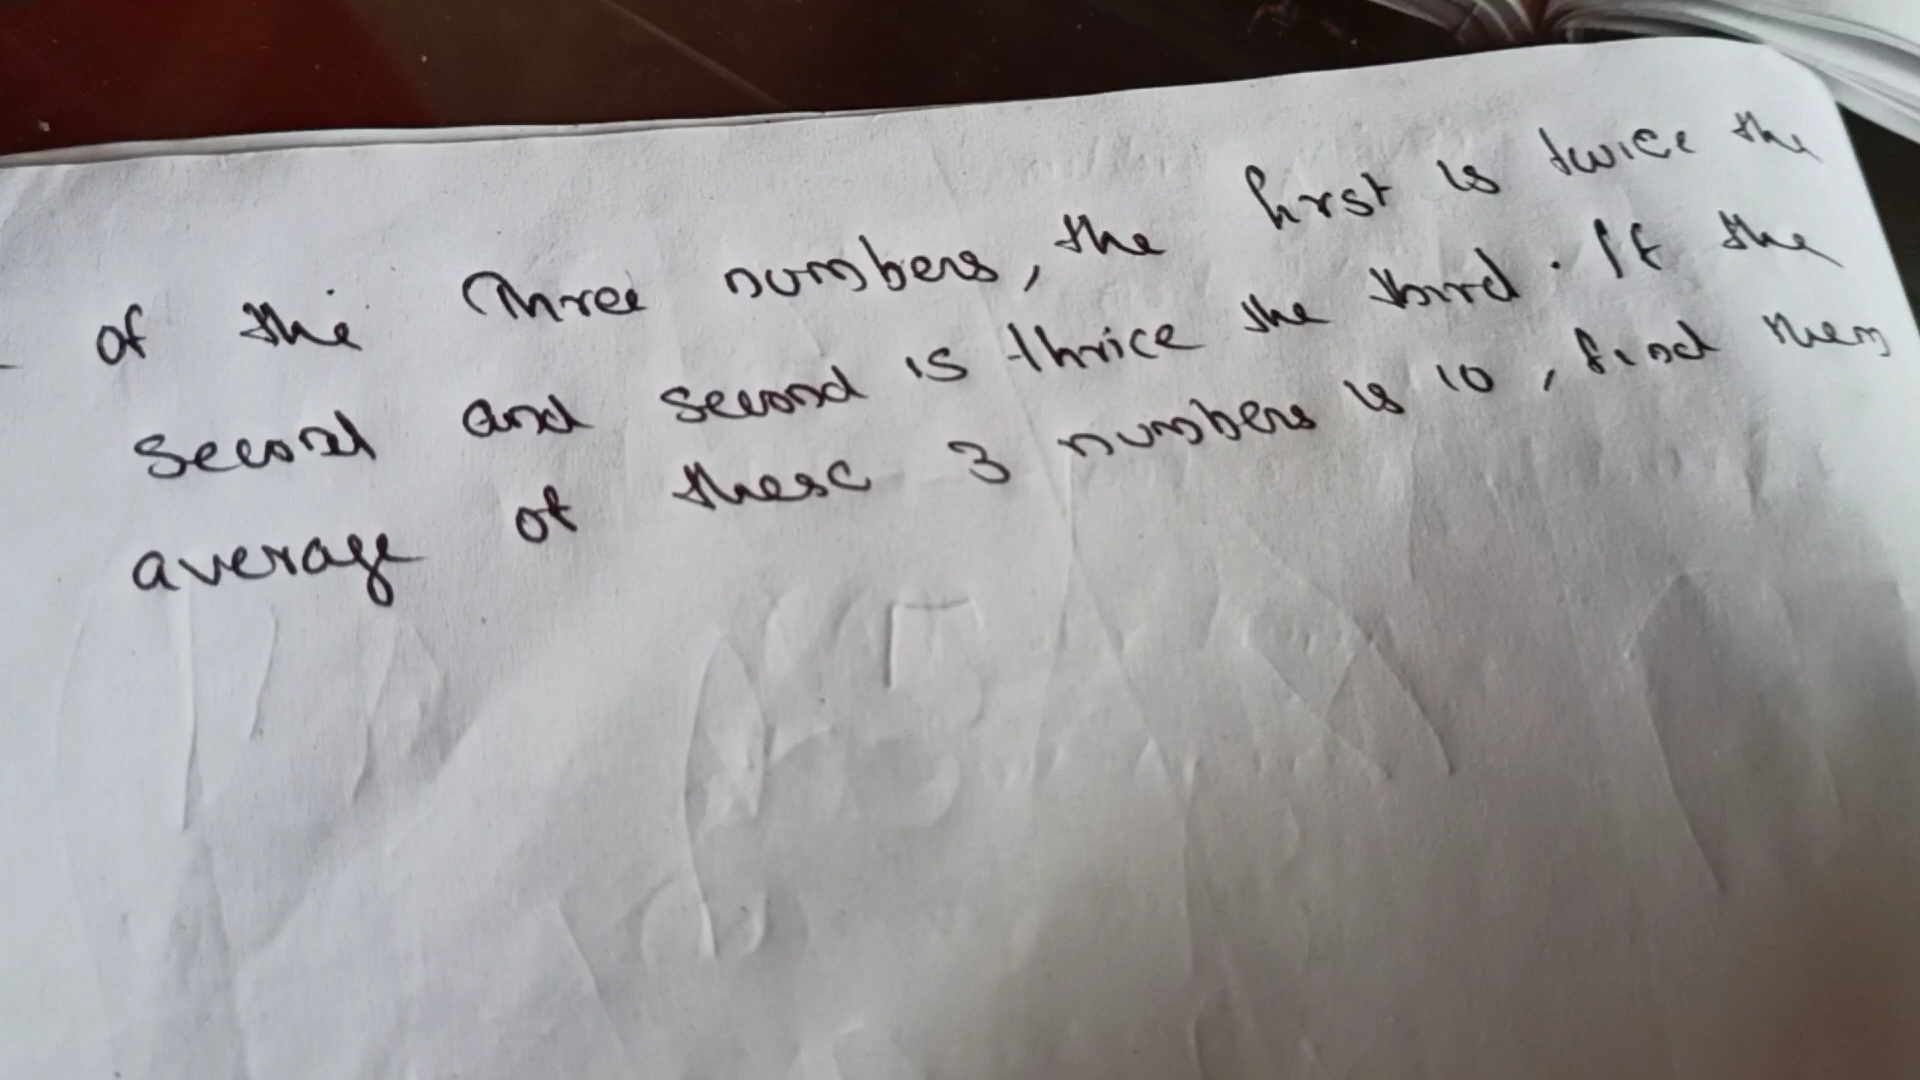 of the Three numbers, the first is twice the
second and second is thrice the third. If the
average of these 3 numbers is 10, find them